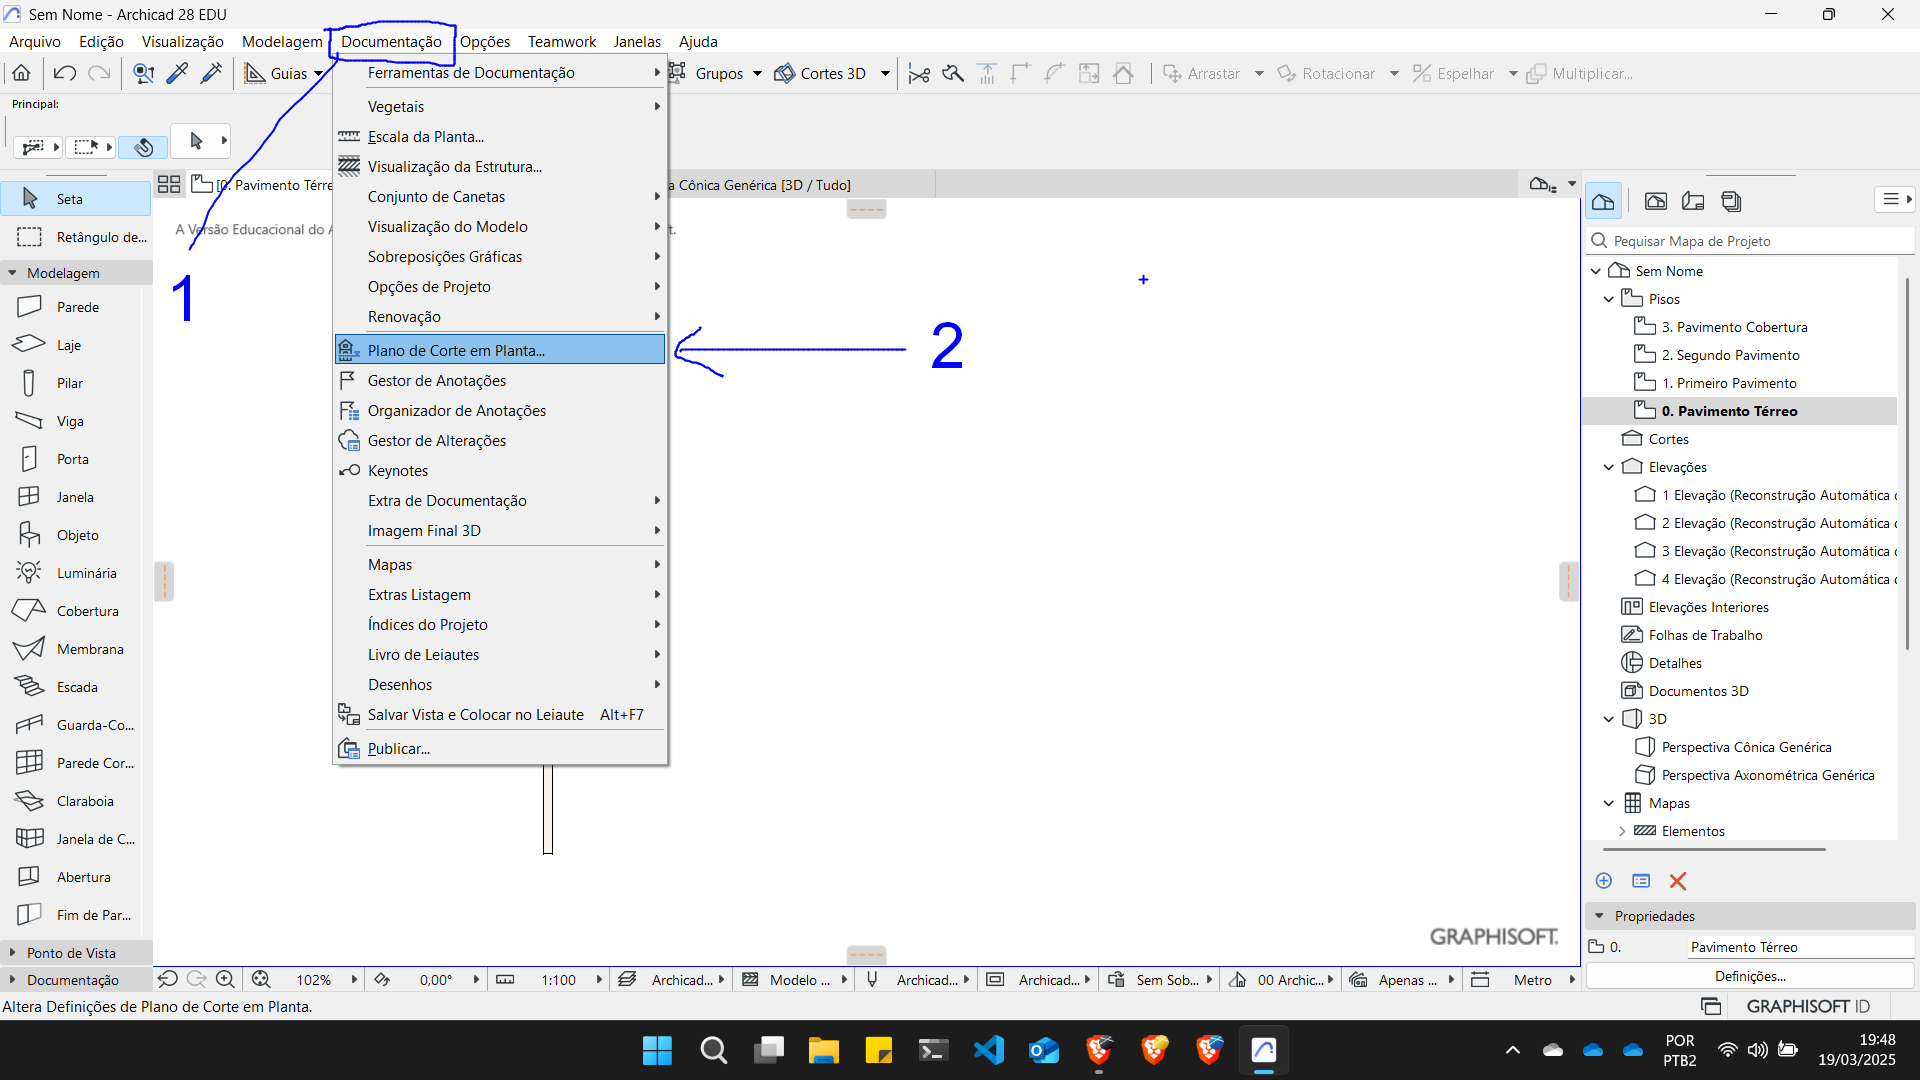 Sem Nome - Archicad 28 EDU
Arquivo Edição Visualização Modelagem Documentação Opções Teamwork Janelas Ajuda
Guias
Grupos Cortes 3D Arrastar Rotacionar Espelhar Multiplicar...
Principal:
Ferramentas de Documentação
Vegetais
Escala da Planta...
Visualização da Estrutura...
Conjunto de Canetas
Visualização do Modelo
Sobreposições Gráficas
Opções de Projeto
Renovação
Plano de Corte em Planta...
Gestor de Anotações
Organizador de Anotações
Gestor de Alterações
Keynotes
Extra de Documentação
Imagem Final 3D
Mapas
Extras Listagem
Índices do Projeto
Livro de Leiautes
Desenhos
Salvar Vista e Colocar no Leiaute Alt+F7
Publicar...
1
2
Seta
Retângulo de...
Modelagem
Parede
Laje
Pilar
Viga
Porta
Janela
Objeto
Luminária
Cobertura
Membrana
Escada
Guarda-Co...
Parede Cor...
Claraboia
Janela de C...
Abertura
Fim de Par...
Ponto de Vista
Documentação
[0. Pavimento Térre
a Cônica Genérica [3D / Tudo]
A Versão Educacional do A
t.
GRAPHISOFT.
Pequisar Mapa de Projeto
Sem Nome
Pisos
3. Pavimento Cobertura
2. Segundo Pavimento
1. Primeiro Pavimento
0. Pavimento Térreo
Cortes
Elevações
1 Elevação (Reconstrução Automática d
2 Elevação (Reconstrução Automática d
3 Elevação (Reconstrução Automática d
4 Elevação (Reconstrução Automática d
Elevações Interiores
Folhas de Trabalho
Detalhes
Documentos 3D
3D
Perspectiva Cônica Genérica
Perspectiva Axonométrica Genérica
Mapas
Elementos
Propriedades
0. Pavimento Térreo
Definições...
102% 0,00° 1:100 Archicad... Modelo ... Archicad... Archicad... Sem Sob... 00 Archic... Apenas ... Metro
Altera Definições de Plano de Corte em Planta.
GRAPHISOFT ID
POR
PTB2
19:48
19/03/2025